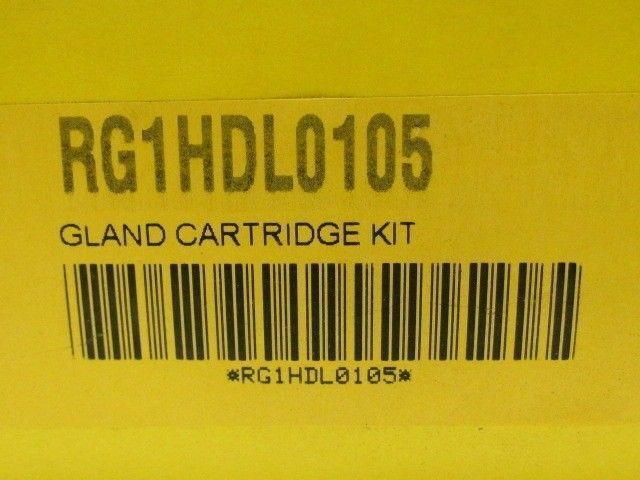 RG1HDL0105
GLAND CARTRIDGE KIT
*RG1HDL0105*